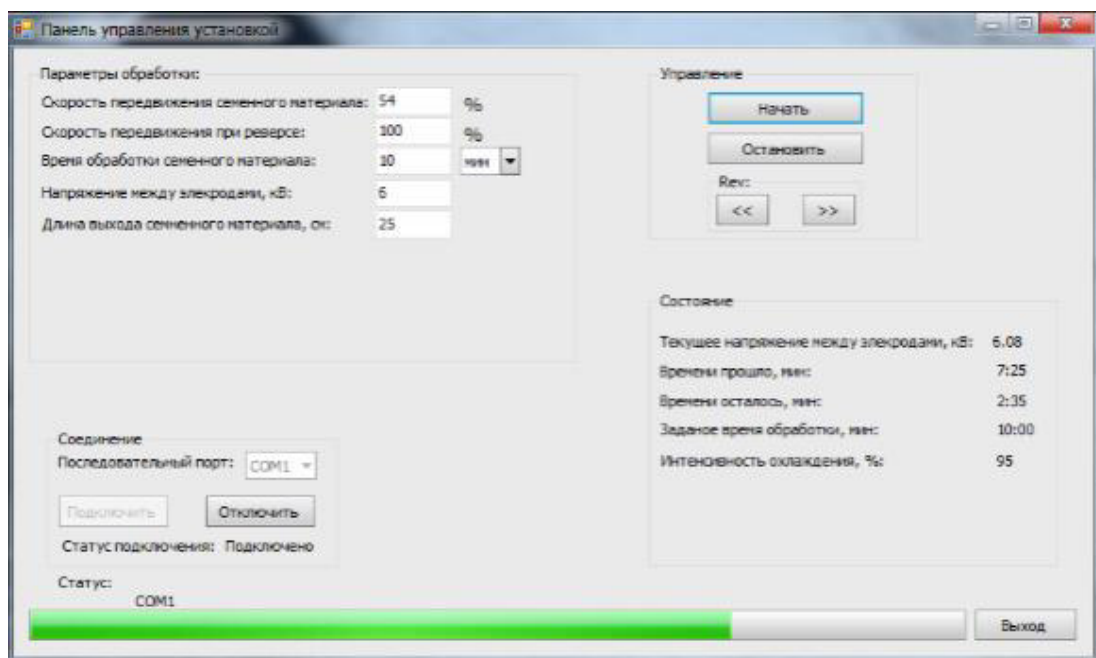 Панель управления установкой
Параметры обработки:
Скорость передвижения семенного материала: 54 %
Скорость передвижения при реверсе: 100 %
Время обработки семенного материала: 10 мин
Напряжение между элекродами, кВ: 6
Длина выхода семненного материала, см: 25
Управление
Начать
Остановить
Rev:
<< >>
Состояние
Текущее напряжение между элекродами, кВ: 6.08
Времени прошло, мин: 7:25
Времени осталось, мин: 2:35
Заданое время обработки, мин: 10:00
Интенсивность охлаждения, %: 95
Соединение
Последовательный порт: COM1
Подключить Отключить
Статус подключения: Подключено
Статус:
COM1
Выход